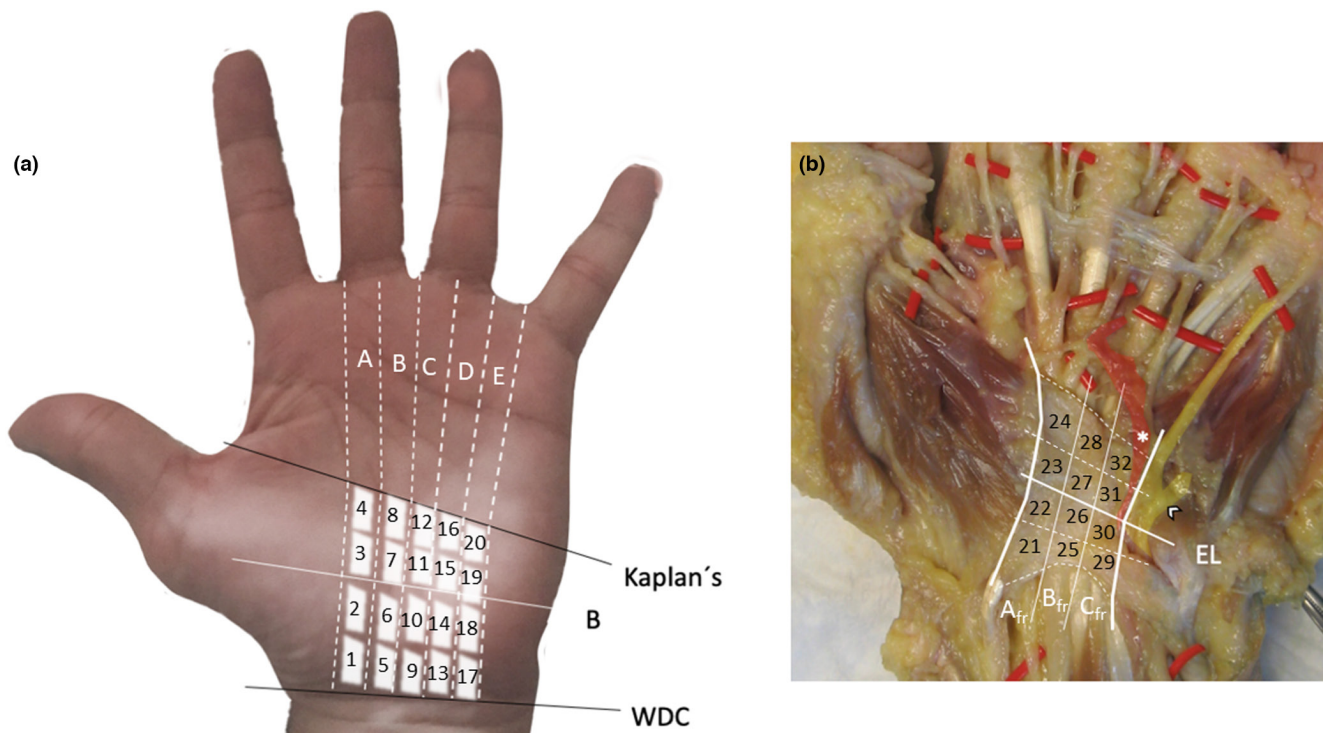 (a)
A B C D E
4 8 12 16 20
3 7 11 15 19
Kaplan´s
2 6 10 14 18
B
1 5 9 13 17
WDC
(b)
24 28 32
*
23 27 31
22 26 30
EL
21 25 29
Afr Bfr Cfr